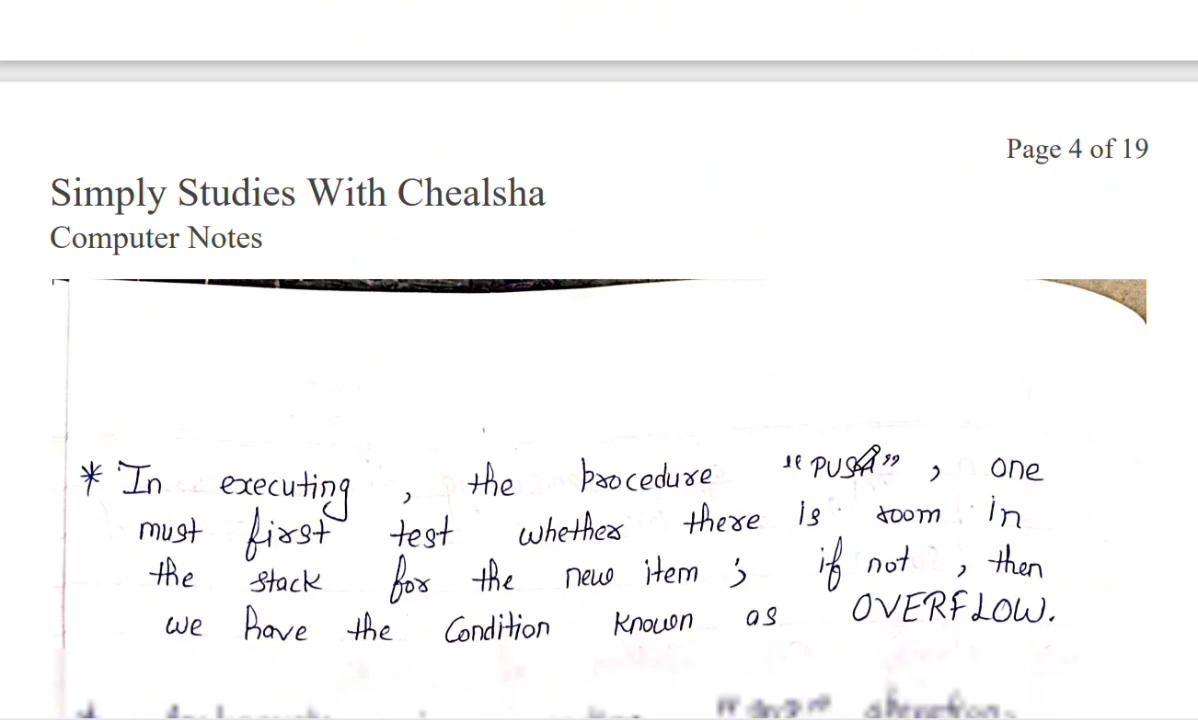 Page 4 of 19
Simply Studies With Chealsha
Computer Notes
* In executing , the procedure "PUSH" , one
must first test whether there is room in
the stack for the new item ; if not , then
we have the Condition known as OVERFLOW.